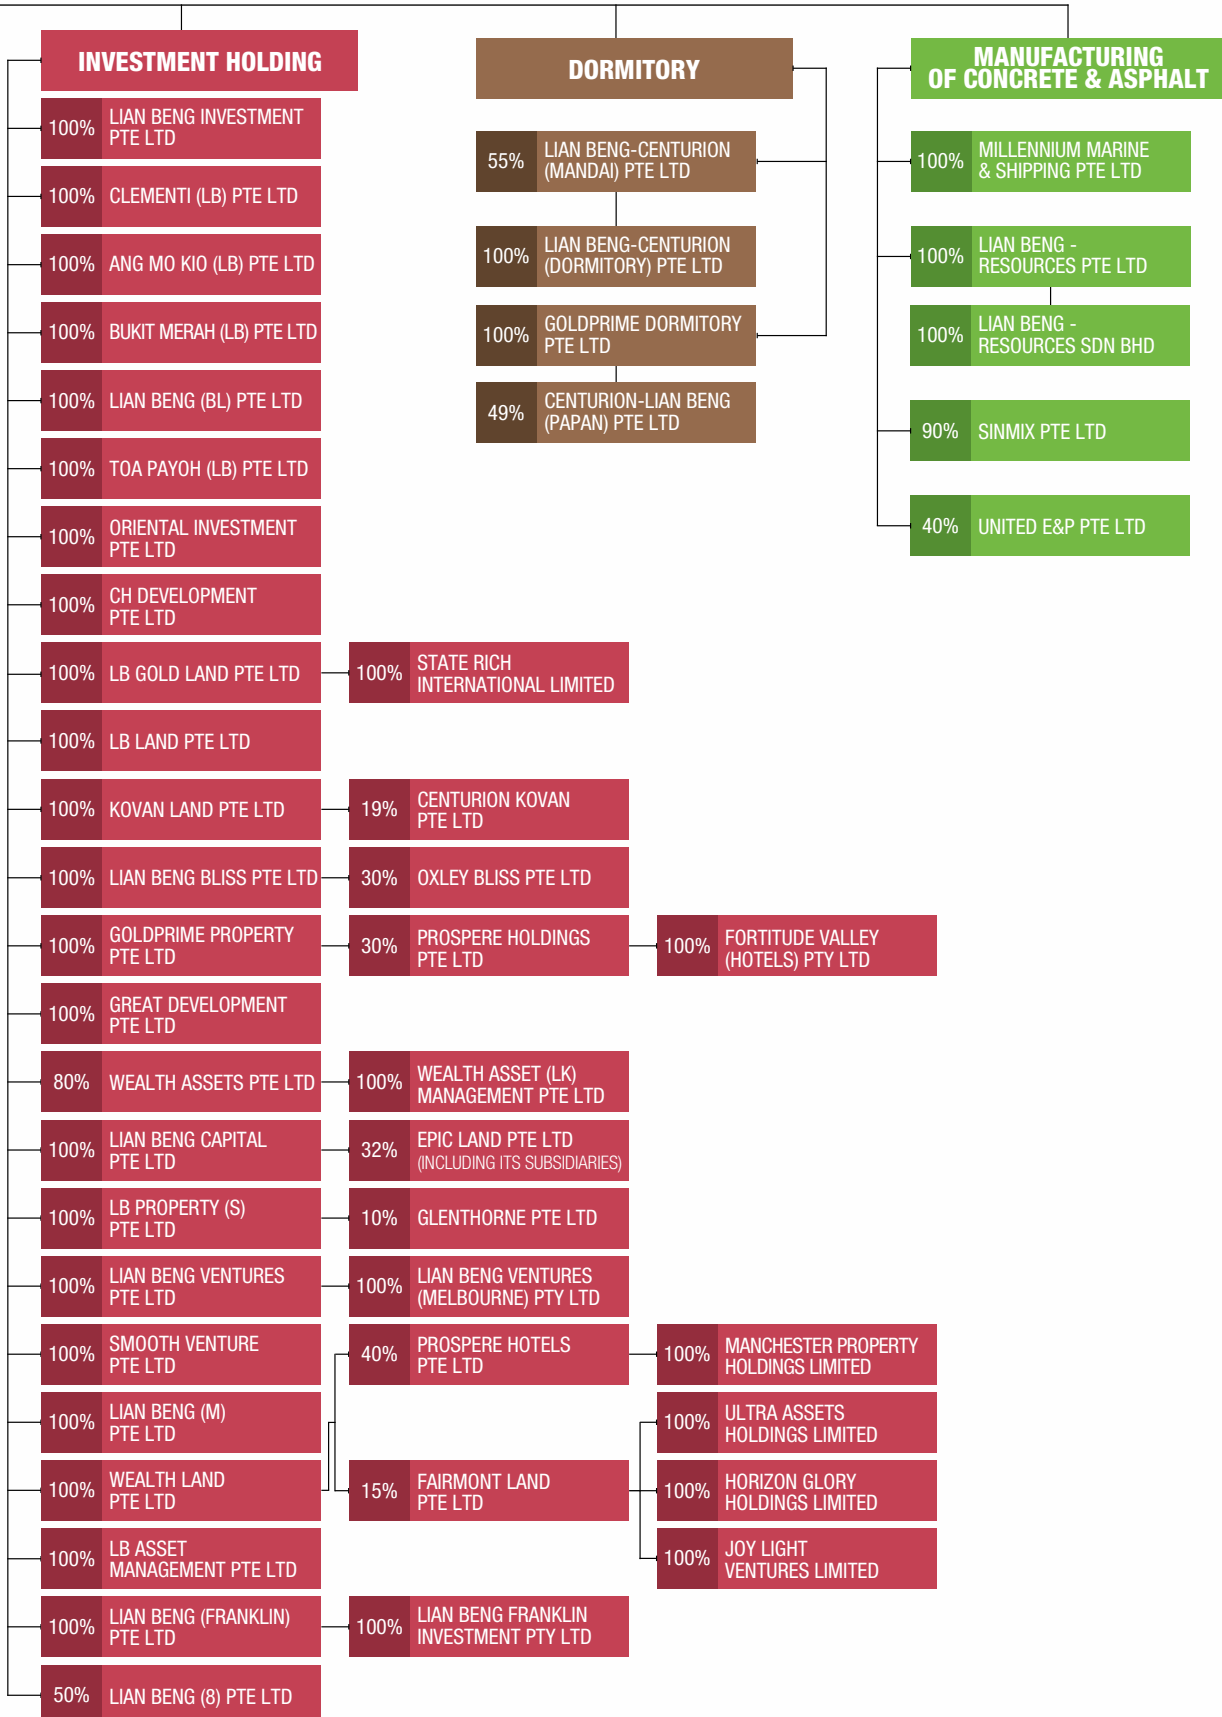 INVESTMENT HOLDING
100%
LIAN BENG INVESTMENT
PTE LTD
100%
CLEMENTI (LB) PTE LTD
100%
ANG MO KIO (LB) PTE LTD
100%
BUKIT MERAH (LB) PTE LTD
100%
LIAN BENG (BL) PTE LTD
100%
TOA PAYOH (LB) PTE LTD
100%
ORIENTAL INVESTMENT
PTE LTD
100%
CH DEVELOPMENT
PTE LTD
100%
LB GOLD LAND PTE LTD
100%
STATE RICH
INTERNATIONAL LIMITED
100%
LB LAND PTE LTD
100%
KOVAN LAND PTE LTD
19%
CENTURION KOVAN
PTE LTD
100%
LIAN BENG BLISS PTE LTD
30%
OXLEY BLISS PTE LTD
100%
GOLDPRIME PROPERTY
PTE LTD
30%
PROSPERE HOLDINGS
PTE LTD
100%
FORTITUDE VALLEY
(HOTELS) PTY LTD
100%
GREAT DEVELOPMENT
PTE LTD
80%
WEALTH ASSETS PTE LTD
100%
WEALTH ASSET (LK)
MANAGEMENT PTE LTD
100%
LIAN BENG CAPITAL
PTE LTD
32%
EPIC LAND PTE LTD
(INCLUDING ITS SUBSIDIARIES)
100%
LB PROPERTY (S)
PTE LTD
10%
GLENTHORNE PTE LTD
100%
LIAN BENG VENTURES
PTE LTD
100%
LIAN BENG VENTURES
(MELBOURNE) PTY LTD
100%
SMOOTH VENTURE
PTE LTD
40%
PROSPERE HOTELS
PTE LTD
100%
MANCHESTER PROPERTY
HOLDINGS LIMITED
100%
LIAN BENG (M)
PTE LTD
100%
ULTRA ASSETS
HOLDINGS LIMITED
100%
WEALTH LAND
PTE LTD
15%
FAIRMONT LAND
PTE LTD
100%
HORIZON GLORY
HOLDINGS LIMITED
100%
LB ASSET
MANAGEMENT PTE LTD
100%
JOY LIGHT
VENTURES LIMITED
100%
LIAN BENG (FRANKLIN)
PTE LTD
100%
LIAN BENG FRANKLIN
INVESTMENT PTY LTD
50%
LIAN BENG (8) PTE LTD
DORMITORY
55%
LIAN BENG-CENTURION
(MANDAI) PTE LTD
100%
LIAN BENG-CENTURION
(DORMITORY) PTE LTD
100%
GOLDPRIME DORMITORY
PTE LTD
49%
CENTURION-LIAN BENG
(PAPAN) PTE LTD
MANUFACTURING
OF CONCRETE & ASPHALT
100%
MILLENNIUM MARINE
& SHIPPING PTE LTD
100%
LIAN BENG -
RESOURCES PTE LTD
100%
LIAN BENG -
RESOURCES SDN BHD
90%
SINMIX PTE LTD
40%
UNITED E&P PTE LTD